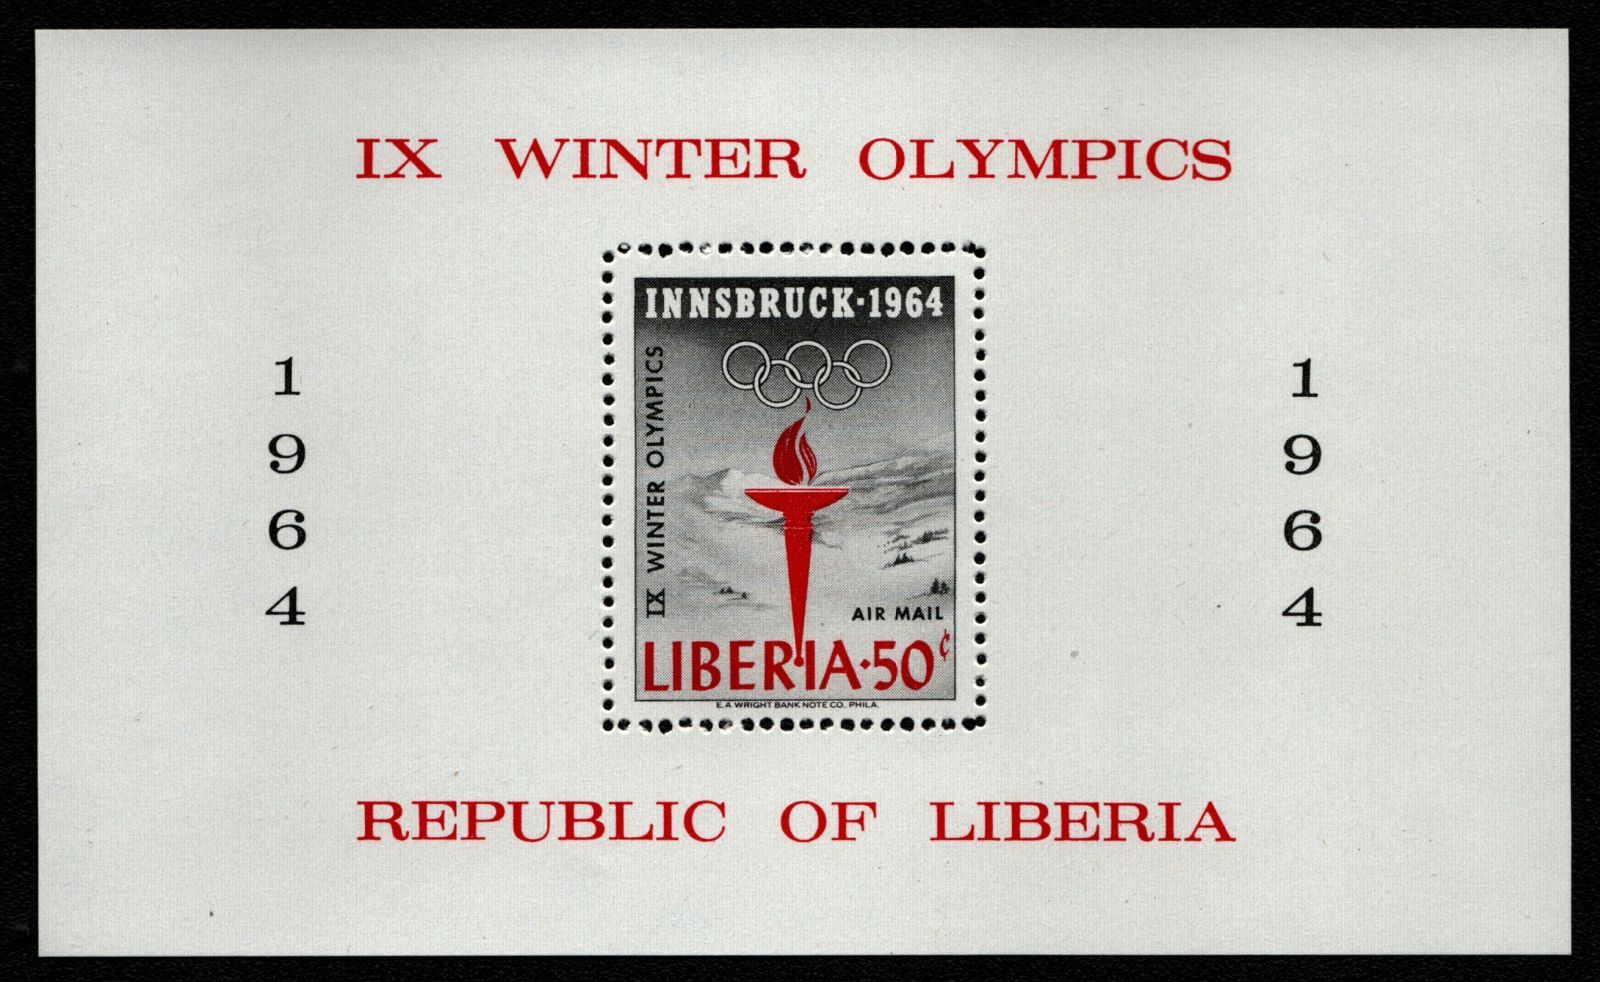 IX WINTER OLYMPICS
INNSBRUCK·1964
IX WINTER OLYMPICS
AIR MAIL
LIBERIA·50¢
E.A. WRIGHT BANK NOTE CO., PHILA.
1
9
6
4
1
9
6
4
REPUBLIC OF LIBERIA